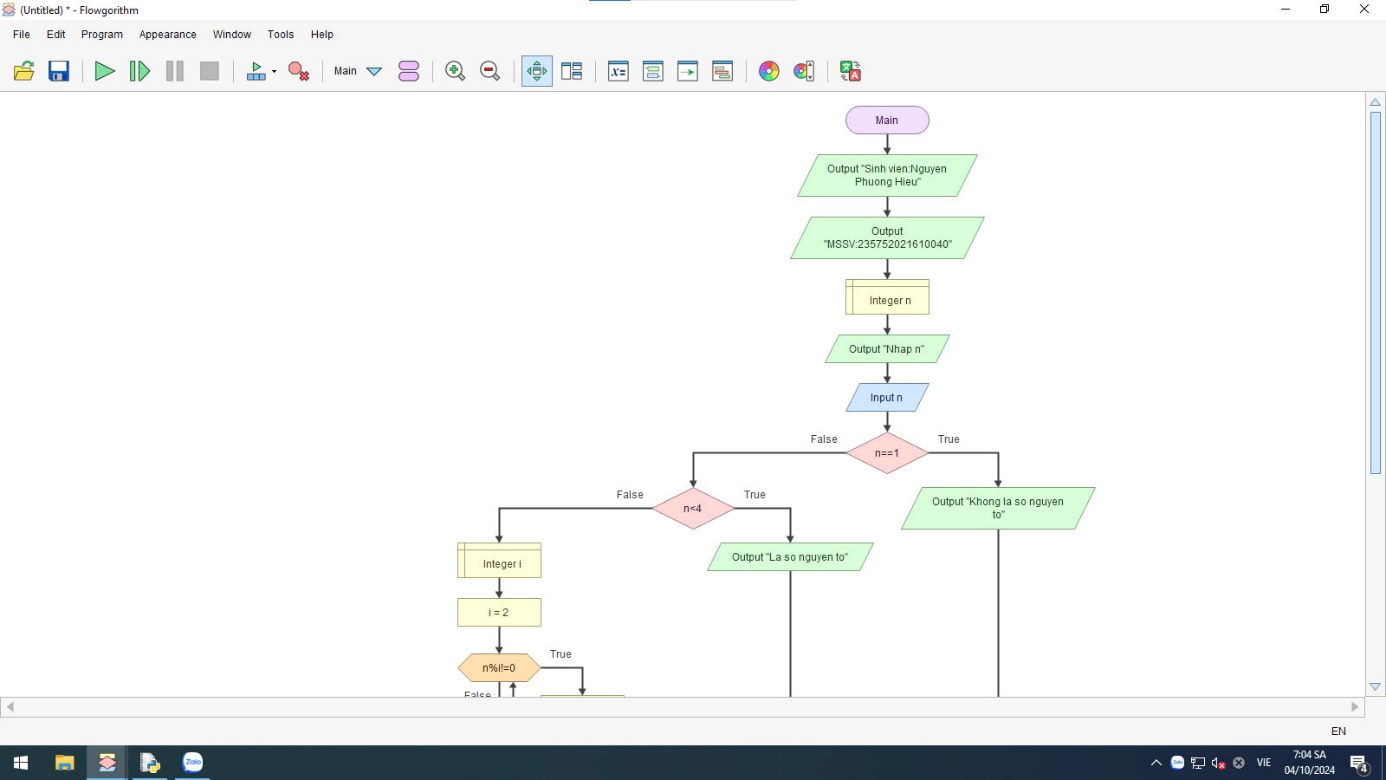 (Untitled) * - Flowgorithm
File Edit Program Appearance Window Tools Help
Main
x=
Main
Output "Sinh vien:Nguyen
Phuong Hieu"
Output
"MSSV:235752021610040"
Integer n
Output "Nhap n"
Input n
False
True
n==1
False
True
n<4
Output "Khong la so nguyen
to"
Integer i
Output "La so nguyen to"
i = 2
True
n%i!=0
False
EN
Zalo
VIE
7:04 SA
04/10/2024
4